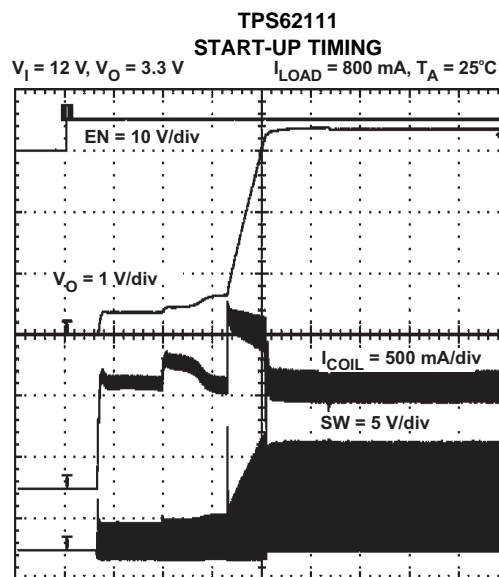 TPS62111
START-UP TIMING
V_I = 12 V, V_O = 3.3 V
I_LOAD = 800 mA, T_A = 25°C
EN = 10 V/div
V_O = 1 V/div
I_COIL = 500 mA/div
SW = 5 V/div